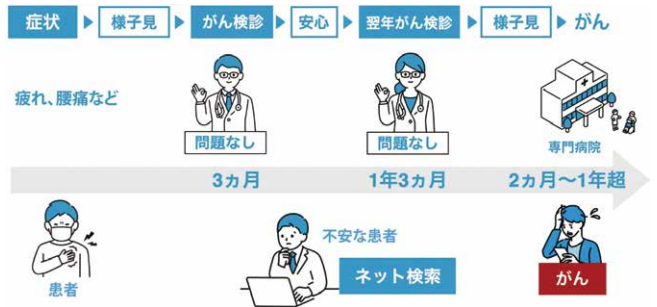 症状 様子見 がん検診 安心 翌年がん検診 様子見 がん
疲れ、腰痛など
問題なし 問題なし 専門病院
3ヵ月 1年3ヵ月 2ヵ月〜1年超
患者
不安な患者
ネット検索
がん